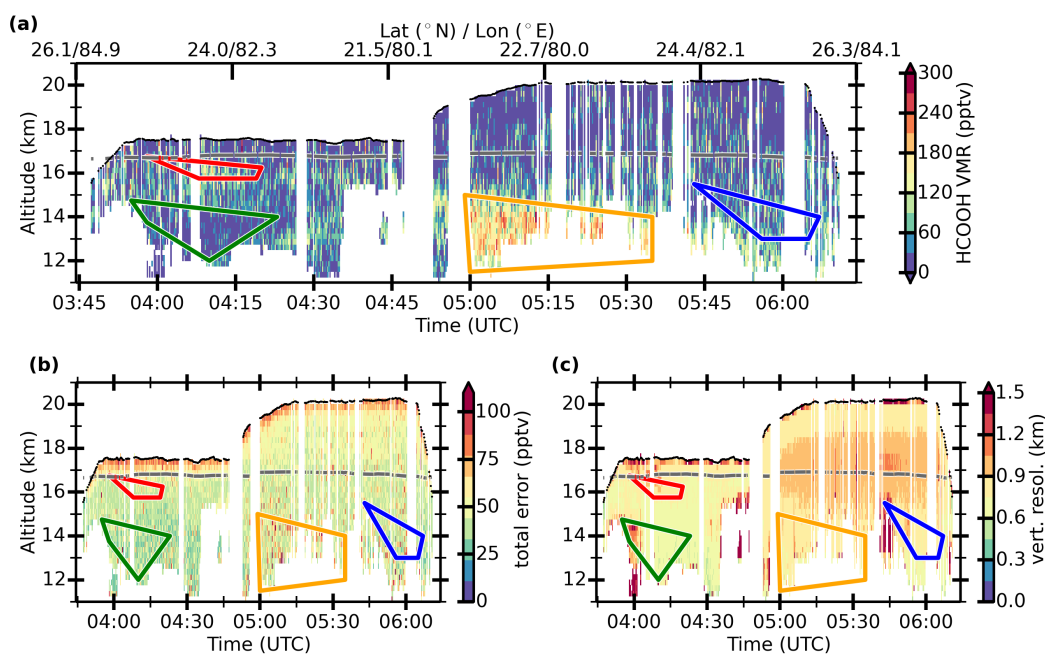 (a)
Lat (°N) / Lon (°E)
26.1/84.9 24.0/82.3 21.5/80.1 22.7/80.0 24.4/82.1 26.3/84.1
Altitude (km)
20
18
16
14
12
03:45 04:00 04:15 04:30 04:45 05:00 05:15 05:30 05:45 06:00
Time (UTC)
300
240
180
120
60
0
HCOOH VMR (pptv)
(b)
Altitude (km)
20
18
16
14
12
04:00 04:30 05:00 05:30 06:00
Time (UTC)
100
75
50
25
0
total error (pptv)
(c)
20
18
16
14
12
04:00 04:30 05:00 05:30 06:00
Time (UTC)
1.5
1.2
0.9
0.6
0.3
0.0
vert. resol. (km)